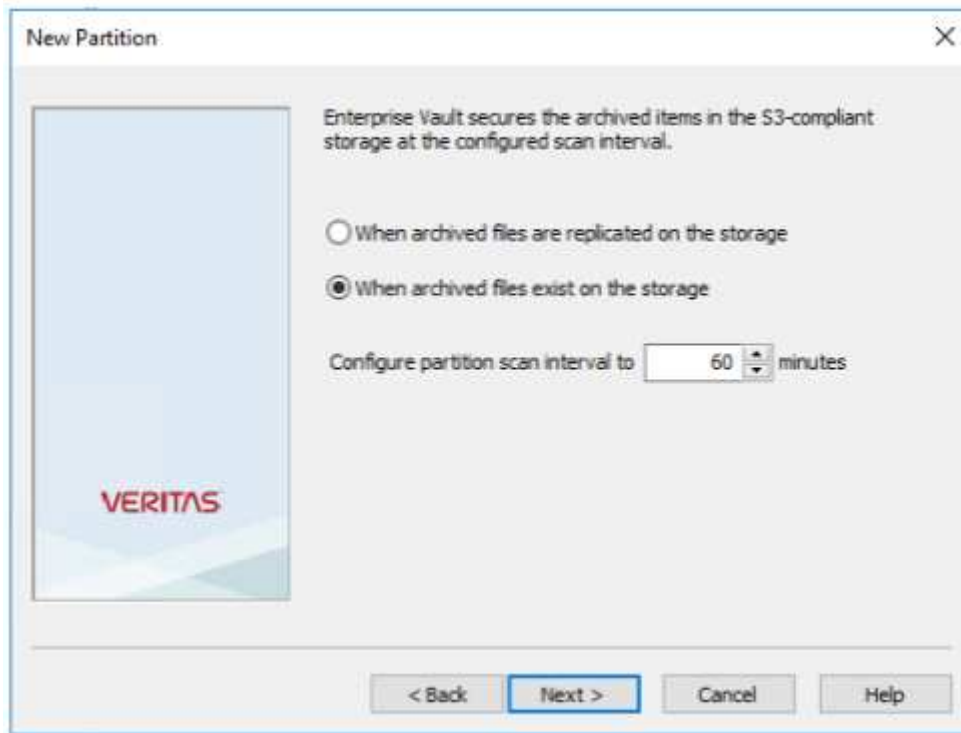 New Partition
Enterprise Vault secures the archived items in the S3-compliant
storage at the configured scan interval.
When archived files are replicated on the storage
When archived files exist on the storage
Configure partition scan interval to 60 minutes
VERITAS
< Back Next > Cancel Help